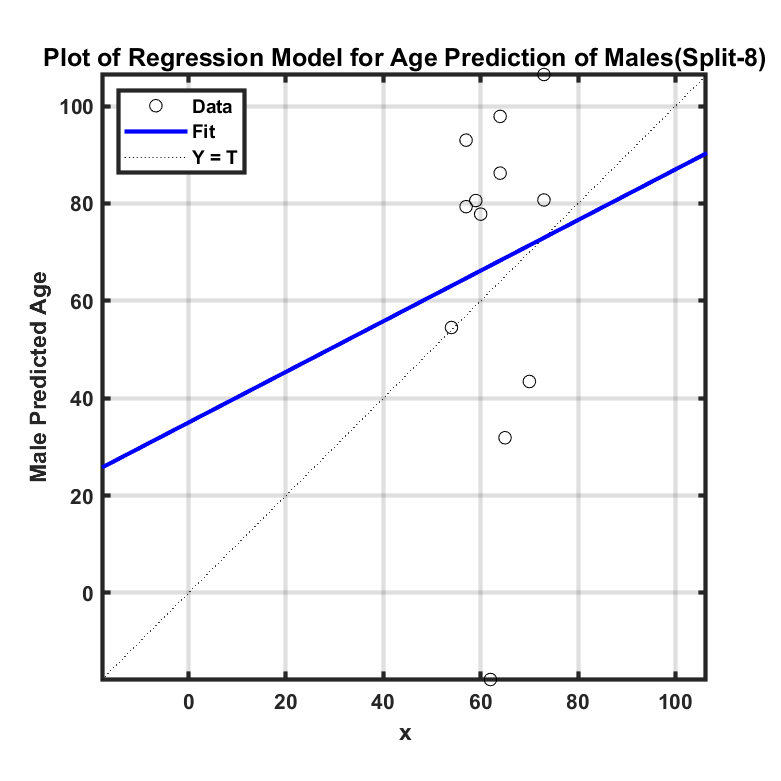 Plot of Regression Model for Age Prediction of Males(Split-8)
Data
Fit
Y = T
100
80
60
40
20
0
Male Predicted Age
0 20 40 60 80 100
x